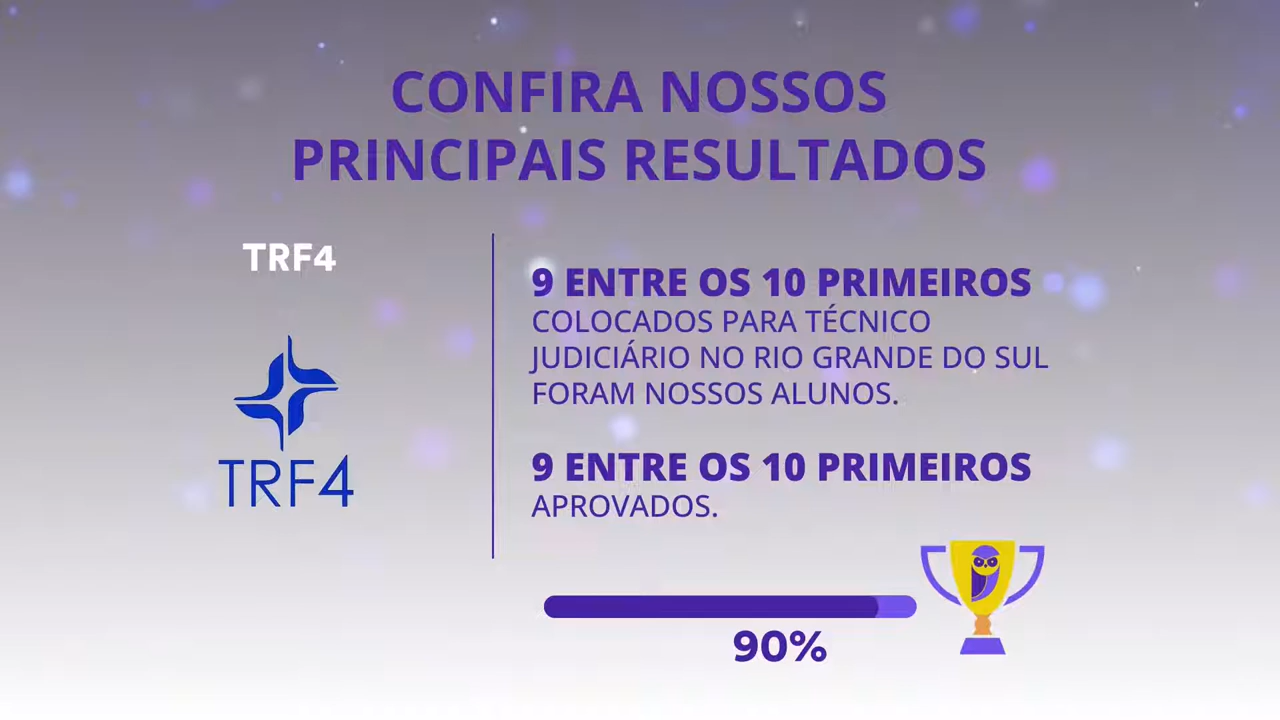 CONFIRA NOSSOS
PRINCIPAIS RESULTADOS
TRF4
TRF4
9 ENTRE OS 10 PRIMEIROS
COLOCADOS PARA TÉCNICO
JUDICIÁRIO NO RIO GRANDE DO SUL
FORAM NOSSOS ALUNOS.
9 ENTRE OS 10 PRIMEIROS
APROVADOS.
90%